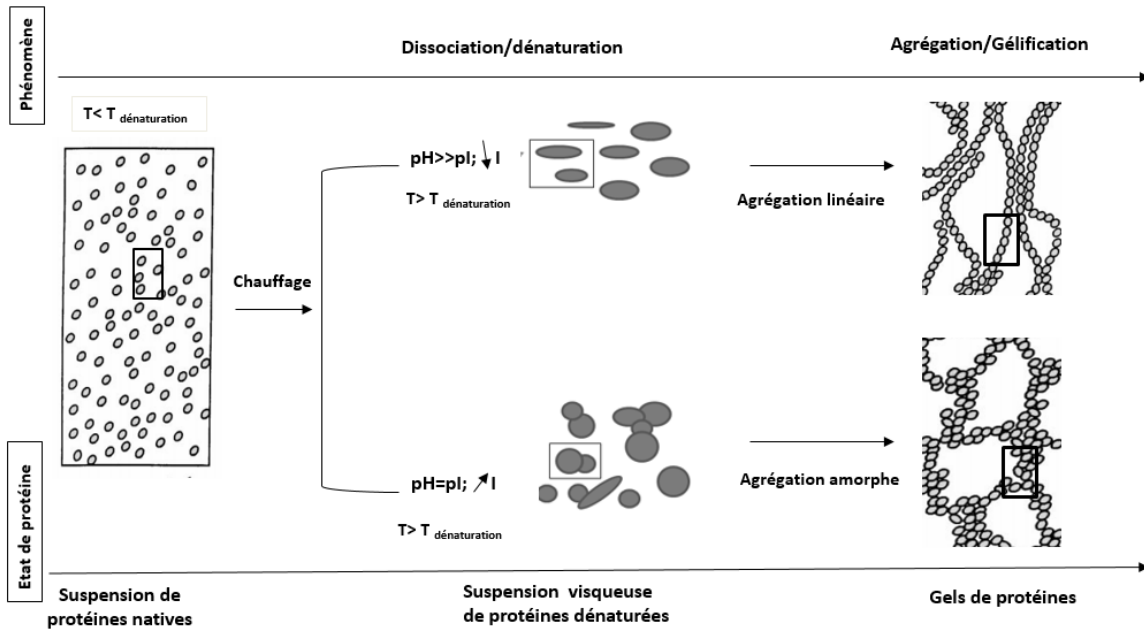 Phénomène
Dissociation/dénaturation
Agrégation/Gélification
T< T dénaturation
Chauffage
pH>>pI; ↓ I
T> T dénaturation
Agrégation linéaire
pH=pI; ↗ I
T> T dénaturation
Agrégation amorphe
Etat de protéine
Suspension de
protéines natives
Suspension visqueuse
de protéines dénaturées
Gels de protéines